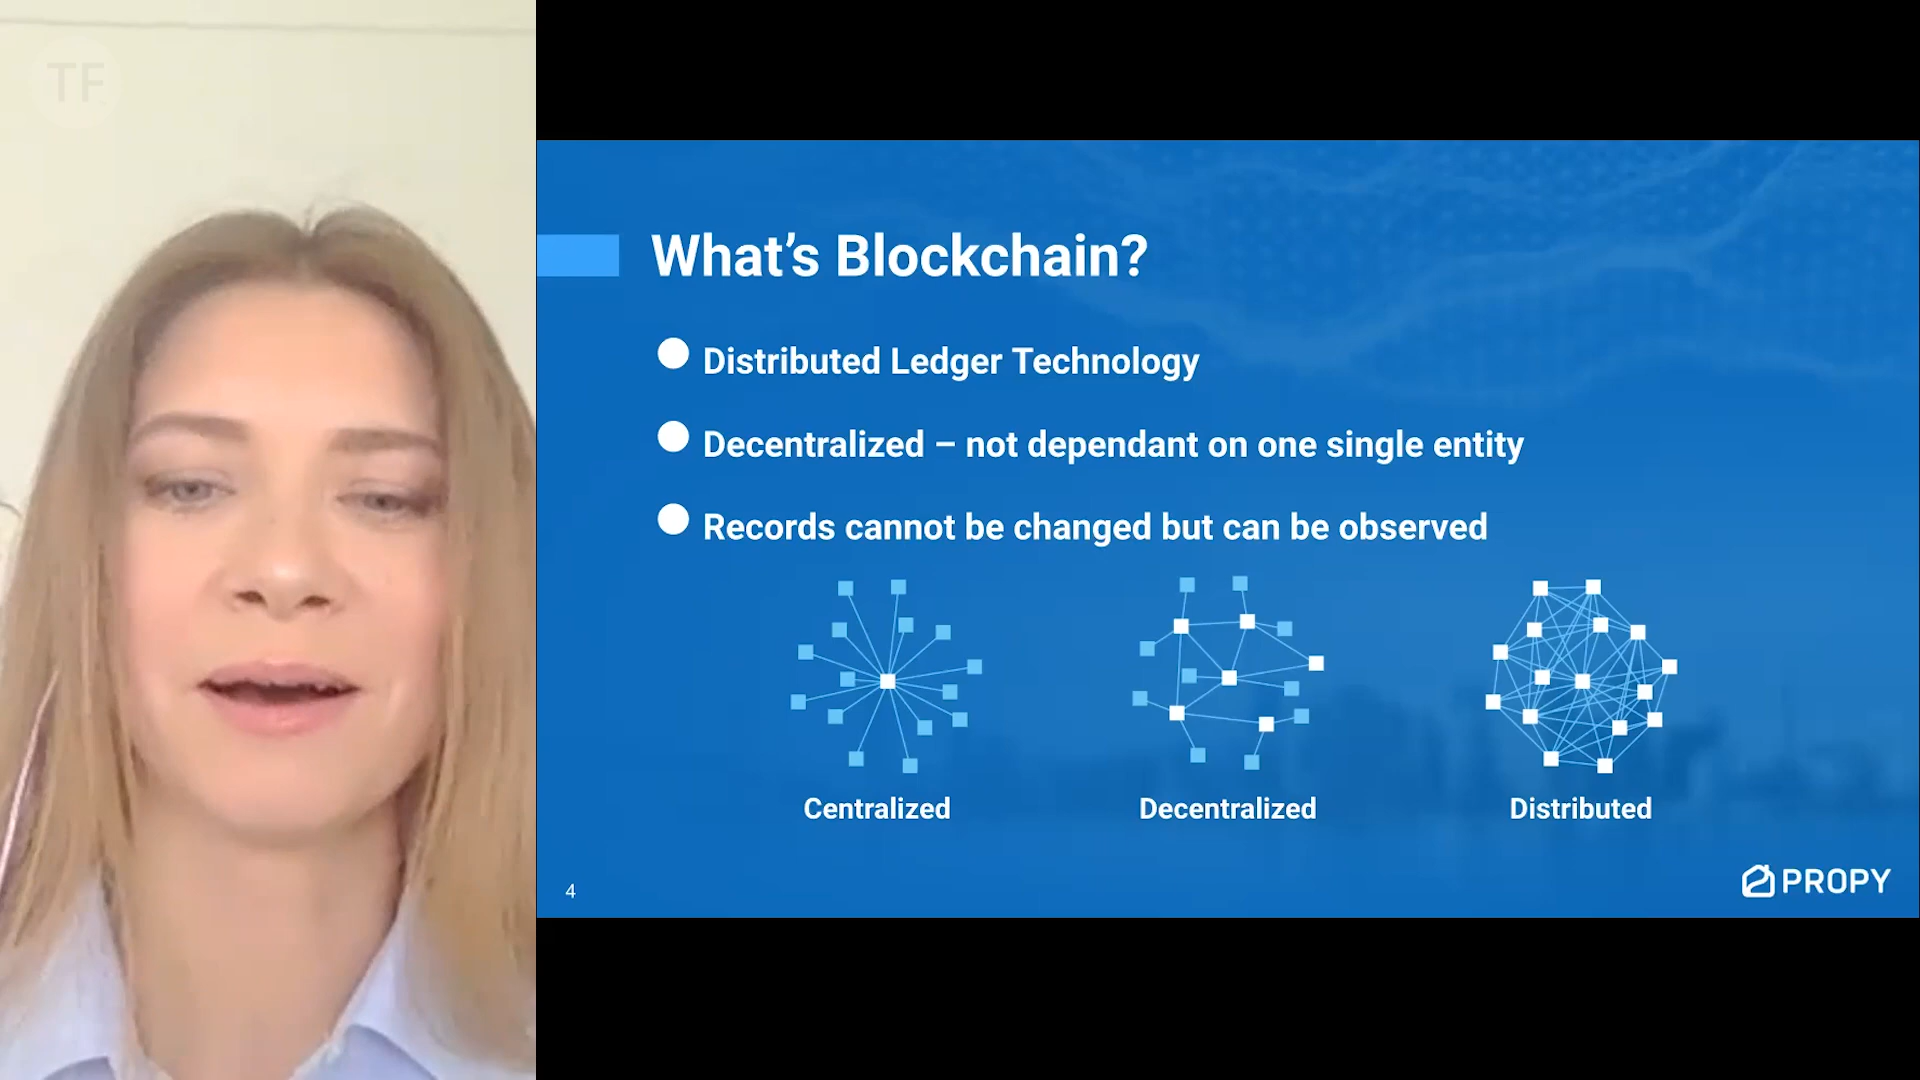 TF
What’s Blockchain?
Distributed Ledger Technology
Decentralized – not dependant on one single entity
Records cannot be changed but can be observed
Centralized
Decentralized
Distributed
4
PROPY